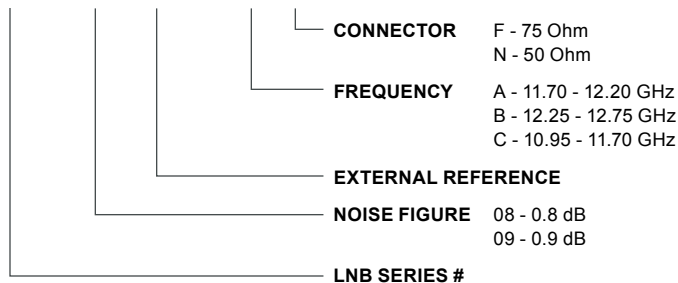 CONNECTOR F - 75 Ohm
N - 50 Ohm
FREQUENCY A - 11.70 - 12.20 GHz
B - 12.25 - 12.75 GHz
C - 10.95 - 11.70 GHz
EXTERNAL REFERENCE
NOISE FIGURE 08 - 0.8 dB
09 - 0.9 dB
LNB SERIES #